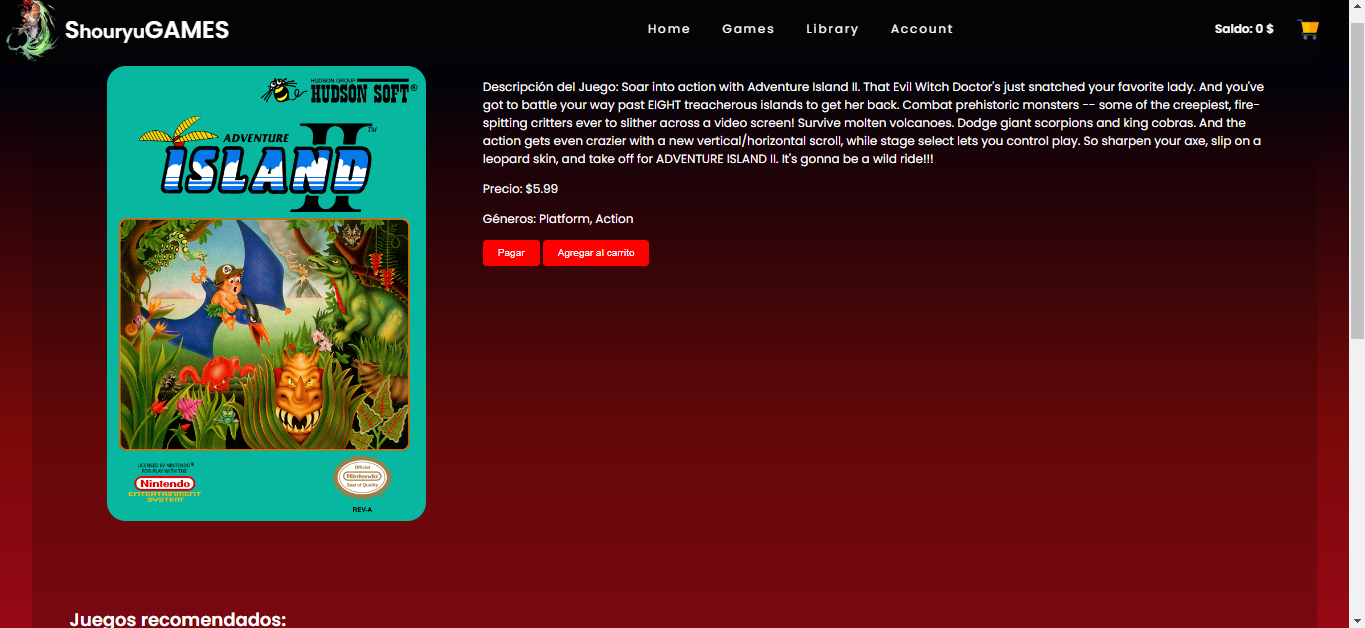 ShouryuGAMES
Home Games Library Account
Saldo: 0 $
HUDSON GROUP
HUDSON SOFT®
ADVENTURE
II™
ISLAND
LICENSED BY NINTENDO®
FOR PLAY WITH THE
Nintendo
ENTERTAINMENT
SYSTEM
Official
Nintendo
Seal of Quality
REV-A
Descripción del Juego: Soar into action with Adventure Island II. That Evil Witch Doctor's just snatched your favorite lady. And you've
got to battle your way past EIGHT treacherous islands to get her back. Combat prehistoric monsters -- some of the creepiest, fire-
spitting critters ever to slither across a video screen! Survive molten volcanoes. Dodge giant scorpions and king cobras. And the
action gets even crazier with a new vertical/horizontal scroll, while stage select lets you control play. So sharpen your axe, slip on a
leopard skin, and take off for ADVENTURE ISLAND II. It's gonna be a wild ride!!!
Precio: $5.99
Géneros: Platform, Action
Pagar
Agregar al carrito
Juegos recomendados: